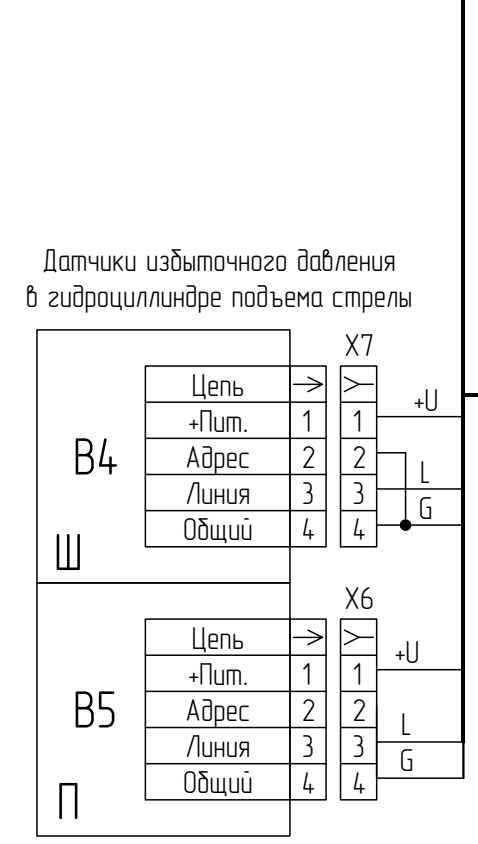 Датчики избыточного давления
в гидроцилиндре подъема стрелы
X7
Цепь
+Пит. 1 1 +U
B4 Адрес 2 2
Линия 3 3 L
Общий 4 4 G
Ш
X6
Цепь
+Пит. 1 1 +U
B5 Адрес 2 2
Линия 3 3 L
Общий 4 4 G
П